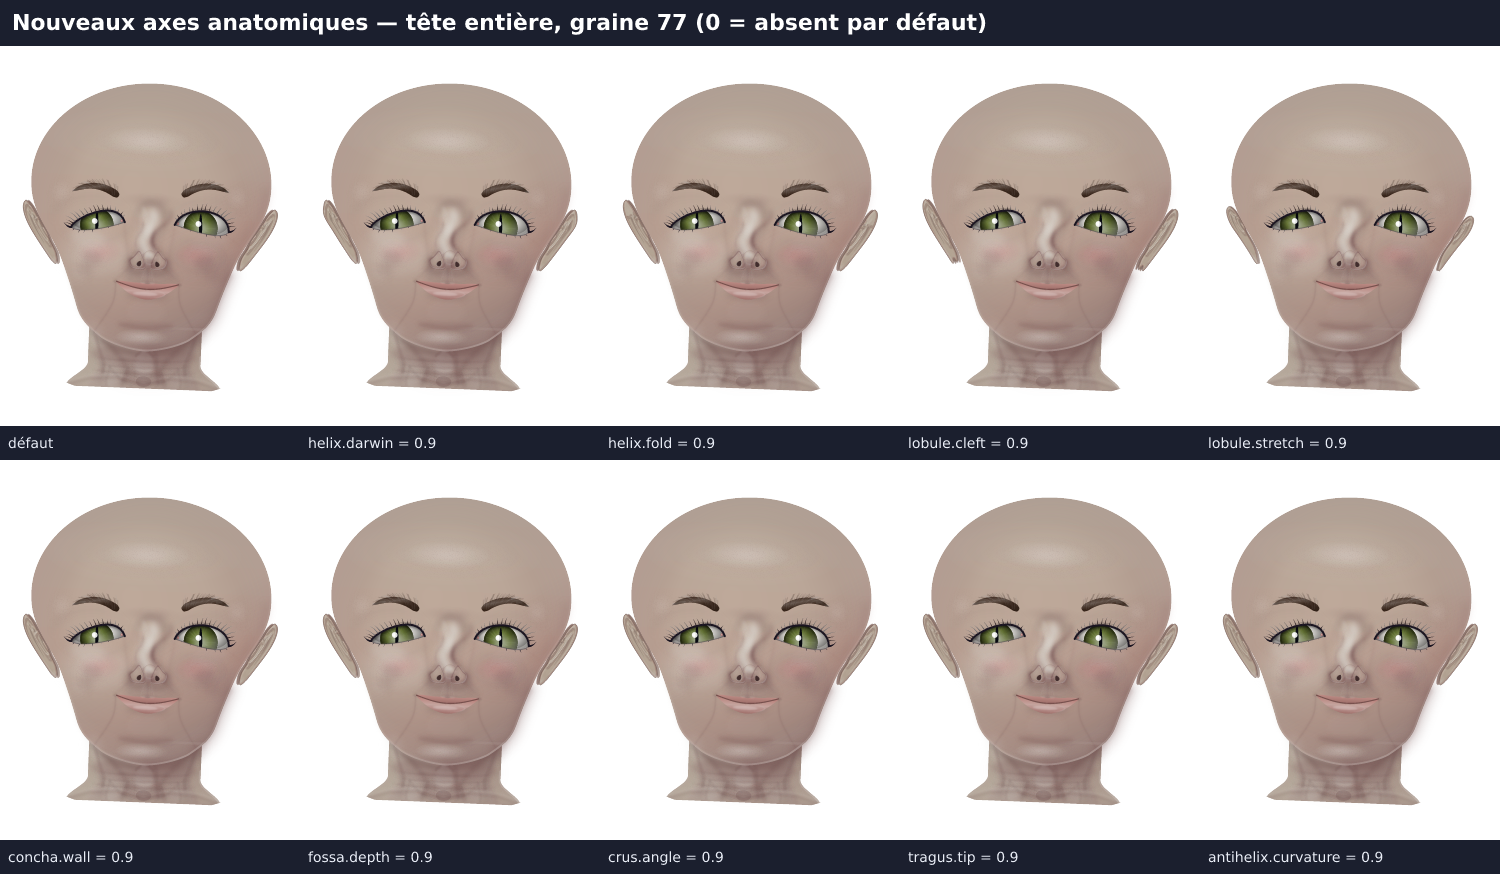 Nouveaux axes anatomiques — tête entière, graine 77 (0 = absent par défaut)
défaut
helix.darwin = 0.9
helix.fold = 0.9
lobule.cleft = 0.9
lobule.stretch = 0.9
concha.wall = 0.9
fossa.depth = 0.9
crus.angle = 0.9
tragus.tip = 0.9
antihelix.curvature = 0.9